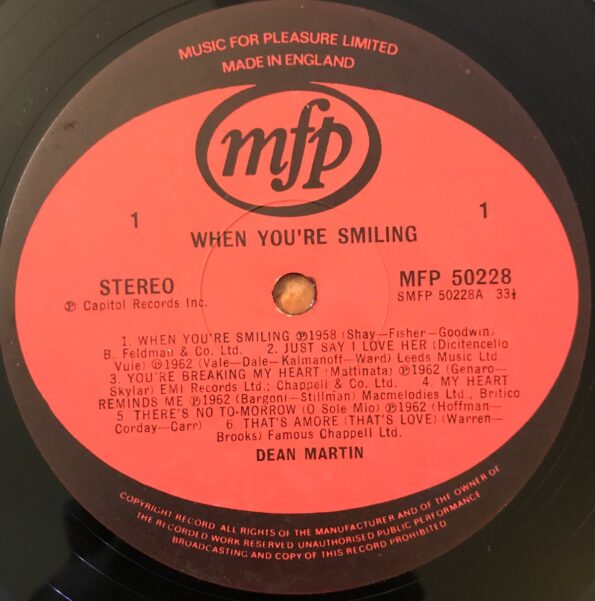 MUSIC FOR PLEASURE LIMITED
MADE IN ENGLAND
mfp
1
1
WHEN YOU'RE SMILING
STEREO
MFP 50228
℗ Capitol Records Inc.
SMFP 50228A 33⅓
1. WHEN YOU'RE SMILING ℗1958 (Shay—Fisher—Goodwin)
B. Feldman & Co. Ltd. 2. JUST SAY I LOVE HER (Dicitencello
Vuie) ℗1962 (Vale—Dale—Kalmanoff—Ward) Leeds Music Ltd.
3. YOU'RE BREAKING MY HEART (Mattinata) ℗1962 (Genaro—
Skylar) EMI Records Ltd.; Chappell & Co. Ltd. 4. MY HEART
REMINDS ME ℗1962 (Bargoni—Stillman) Macmelodies Ltd., Britico
5 THERE'S NO TO-MORROW (O Sole Mio) ℗1962 (Hoffman—
Corday—Carr) 6. THAT'S AMORE (THAT'S LOVE) (Warren—
Brooks) Famous Chappell Ltd.
DEAN MARTIN
COPYRIGHT RECORD ALL RIGHTS OF THE MANUFACTURER AND OF THE OWNER OF
THE RECORDED WORK RESERVED UNAUTHORISED PUBLIC PERFORMANCE
BROADCASTING AND COPY OF THIS RECORD PROHIBITED